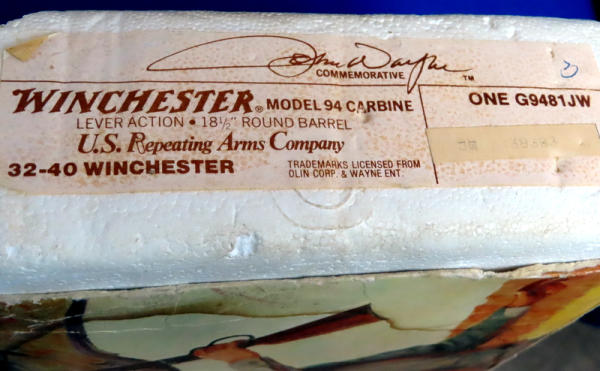 John Wayne
COMMEMORATIVE TM
WINCHESTER® MODEL 94 CARBINE
LEVER ACTION • 18½" ROUND BARREL
U.S. Repeating Arms Company
32-40 WINCHESTER
TRADEMARKS LICENSED FROM
OLIN CORP. & WAYNE ENT.
ONE G9481JW